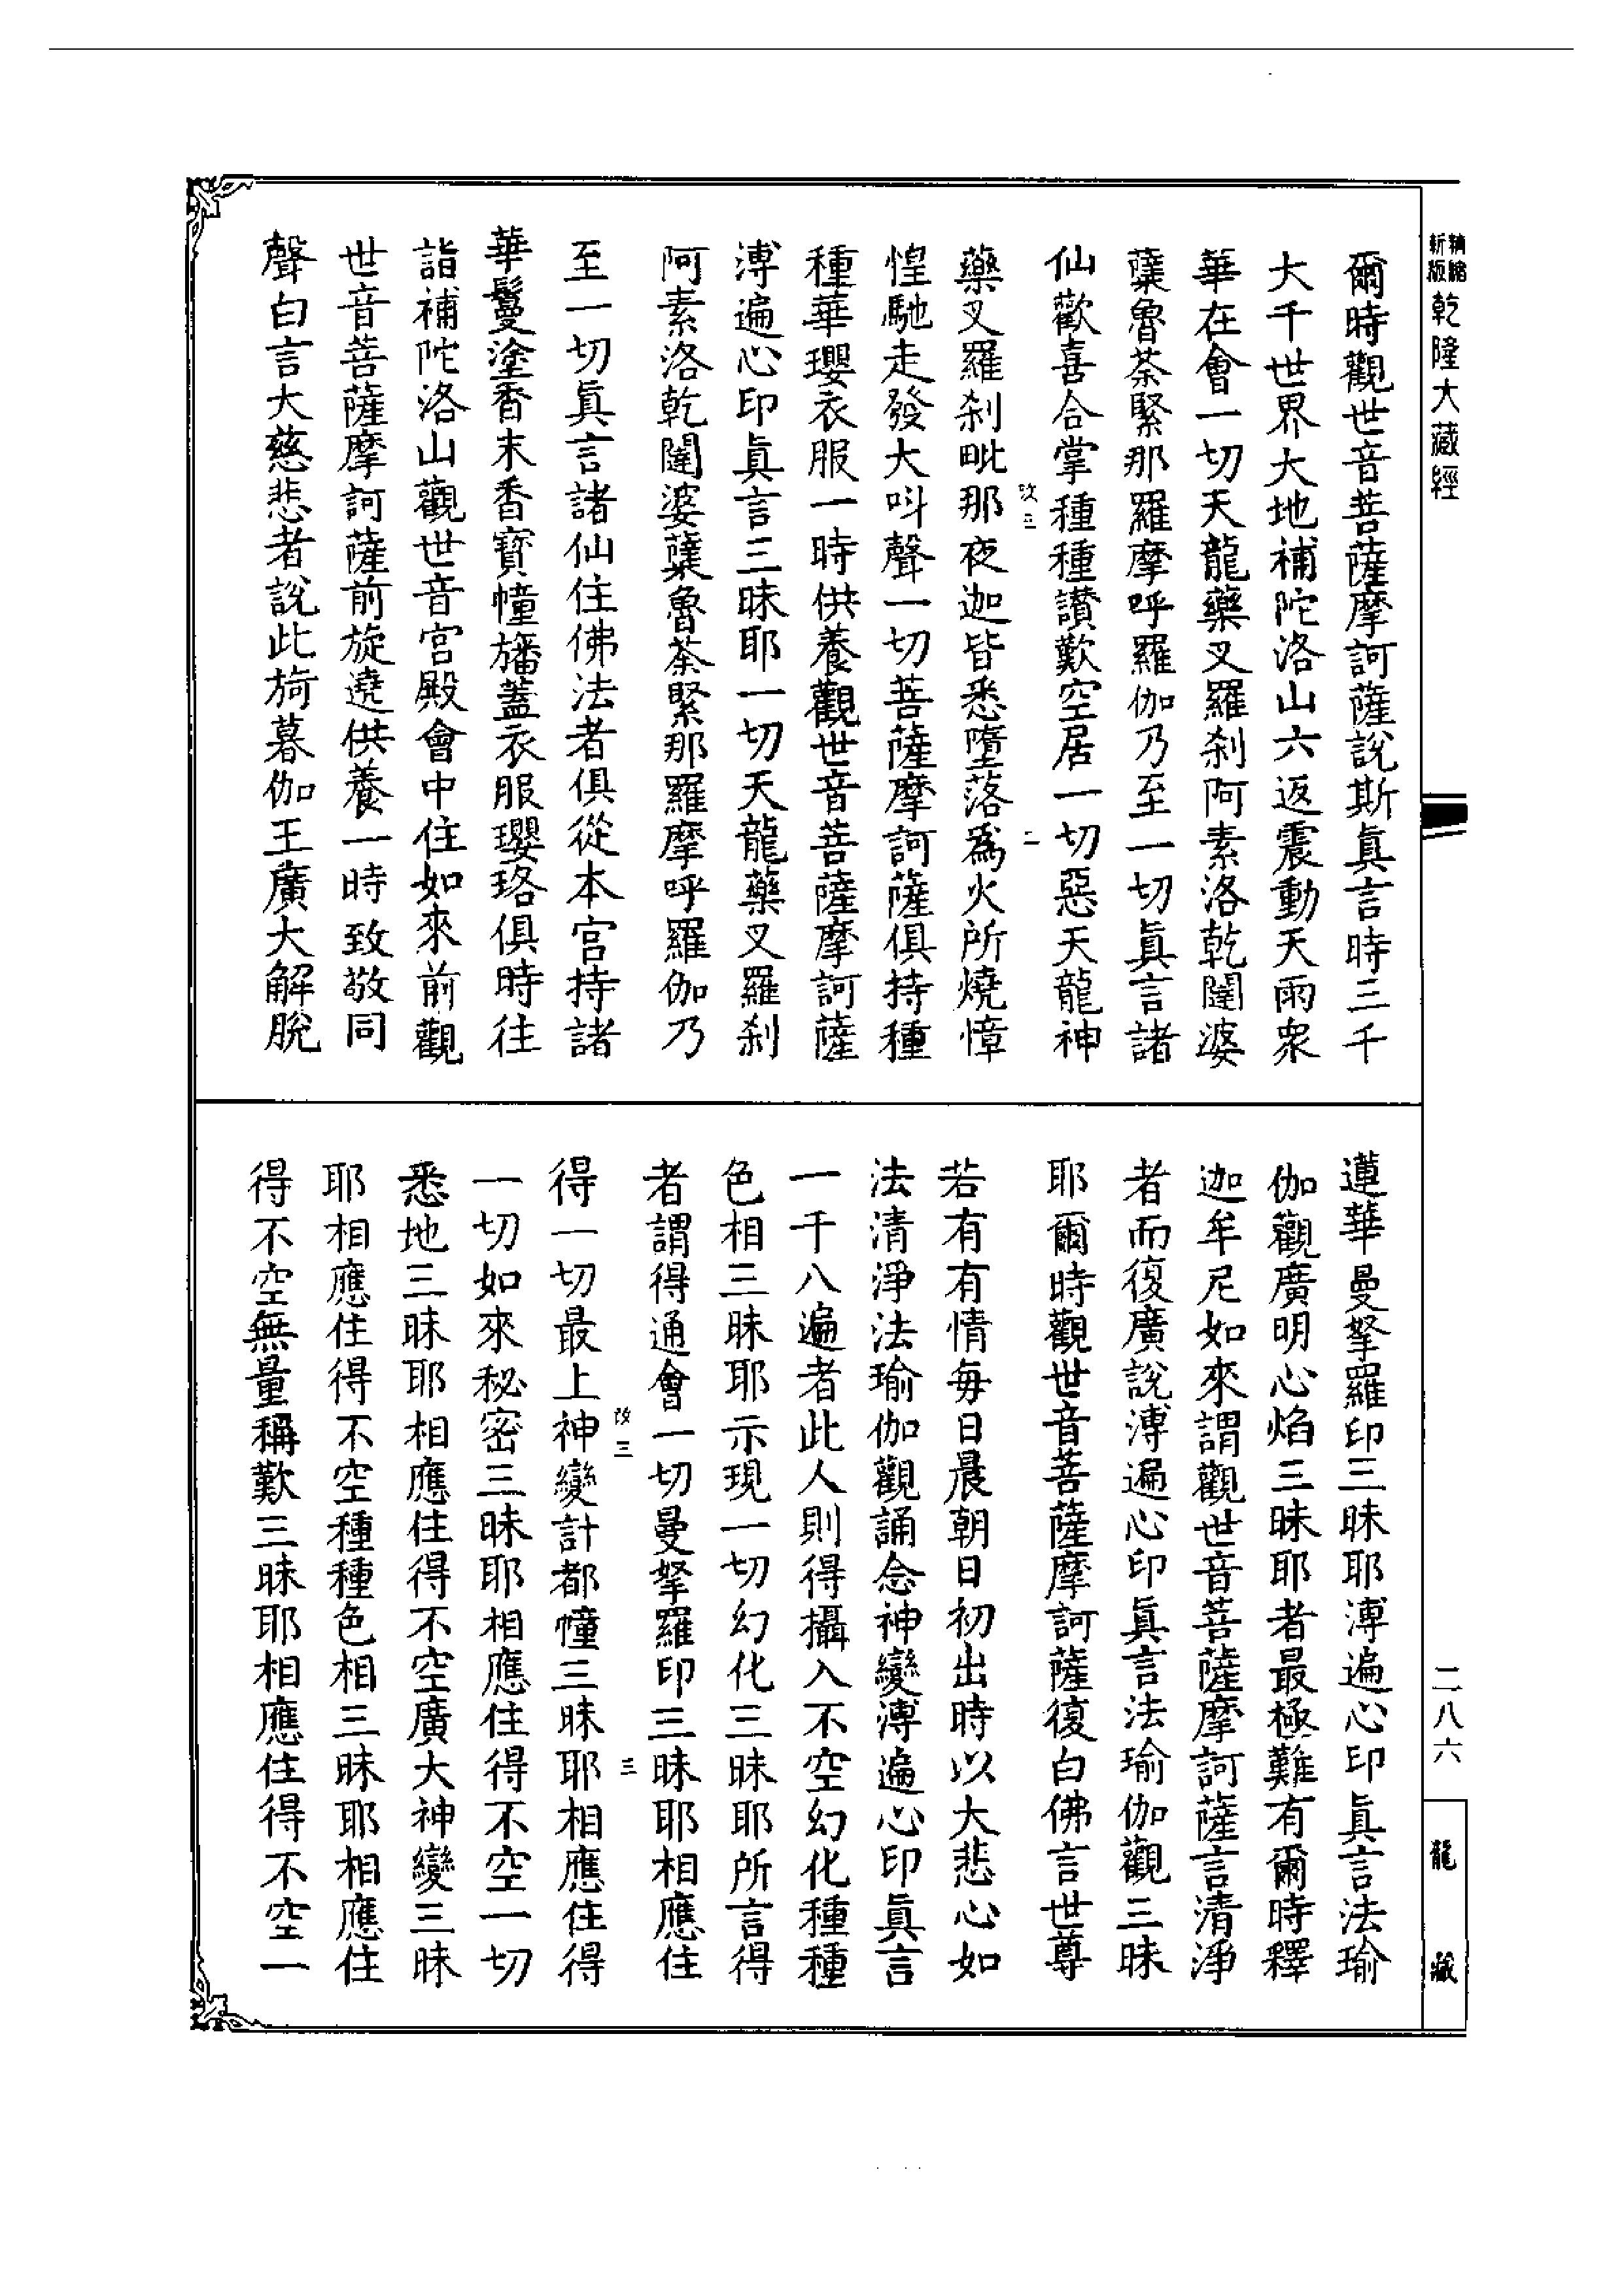 精縮新版乾隆大藏經
爾時觀世音菩薩摩訶薩說斯眞言時三千
大千世界大地補陀洛山六返震動天雨衆
華在會一切天龍藥叉羅刹阿素洛乾闥婆
蘖魯荼緊那羅摩呼羅伽乃至一切眞言諸
仙歡喜合掌種種讚歎空居一切惡天龍神
藥叉羅刹毗那夜迦皆悉墮落爲火所燒慞
惶馳走發大叫聲一切菩薩摩訶薩俱持種
種華瓔衣服一時供養觀世音菩薩摩訶薩
溥遍心印眞言三昧耶一切天龍藥叉羅刹
阿素洛乾闥婆蘖魯荼緊那羅摩呼羅伽乃
至一切眞言諸仙住佛法者俱從本宮持諸
華鬘塗香末香寶幢旛蓋衣服瓔珞俱時往
詣補陀洛山觀世音宮殿會中住如來前觀
世音菩薩摩訶薩前旋遶供養一時致敬同
聲白言大慈悲者說此旖暮伽王廣大解脫
蓮華曼拏羅印三昧耶溥遍心印眞言法瑜
伽觀廣明心焰三昧耶者最極難有爾時釋
迦牟尼如來謂觀世音菩薩摩訶薩言清淨
者而復廣說溥遍心印眞言法瑜伽觀三昧
耶爾時觀世音菩薩摩訶薩復白佛言世尊
若有有情每日晨朝日初出時以大悲心如
法清淨法瑜伽觀誦念神變溥遍心印眞言
一千八遍者此人則得攝入不空幻化種種
色相三昧耶示現一切幻化三昧耶所言得
者謂得通會一切曼拏羅印三昧耶相應住
得一切最上神變計都幢三昧耶相應住得
一切如來秘密三昧耶相應住得不空一切
悉地三昧耶相應住得不空廣大神變三昧
耶相應住得不空種種色相三昧耶相應住
得不空無量稱歎三昧耶相應住得不空一
二八六
龍藏